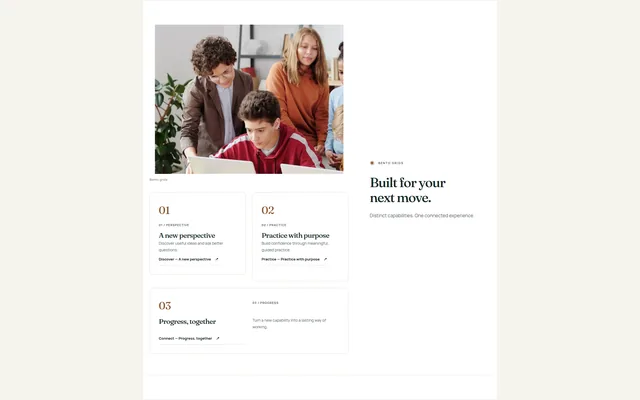 Bento grids
01
01 / PERSPECTIVE
A new perspective
Discover useful ideas and ask better
questions.
Discover — A new perspective ↗
02
02 / PRACTICE
Practice with purpose
Build confidence through meaningful,
guided practice.
Practice — Practice with purpose ↗
03
Progress, together
Connect — Progress, together ↗
03 / PROGRESS
Turn a new capability into a lasting way of
working.
BENTO GRIDS
Built for your
next move.
Distinct capabilities. One connected experience.